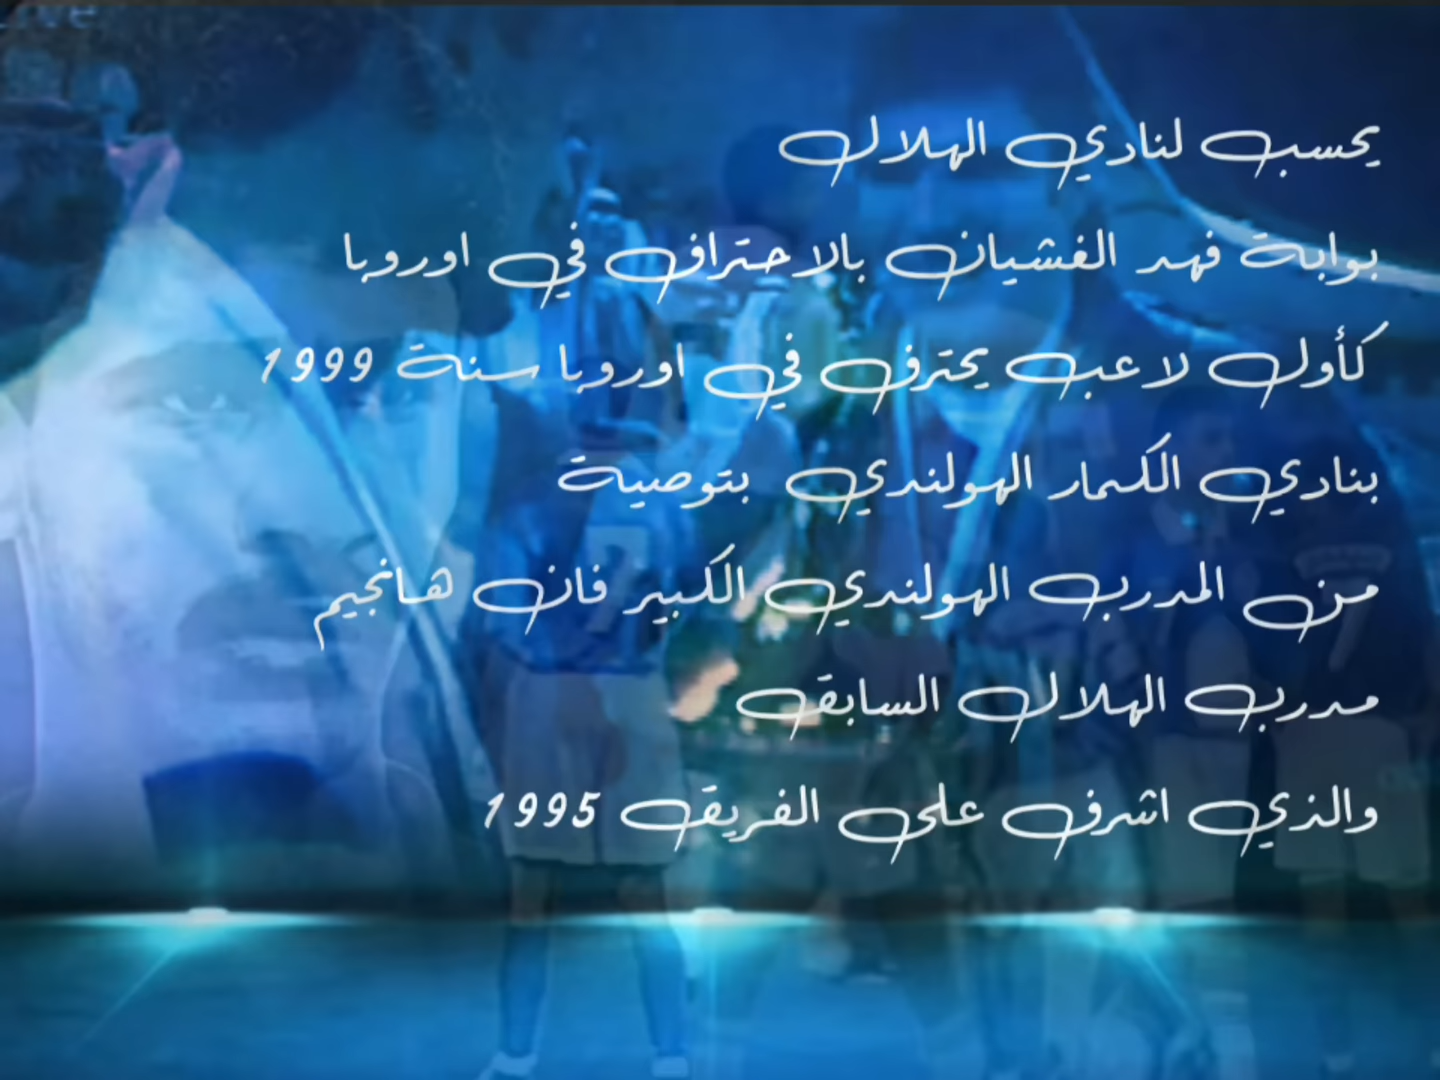 يحسب لنادي الهلال
بوابة فهد الغشيان بالاحتراف في اوروبا
كأول لاعب يحترف في اوروبا سنة 1999
بنادي الكمار الهولندي بتوصية
من المدرب الهولندي الكبير فان هانجيم
مدرب الهلال السابق
والذي اشرف على الفريق 1995